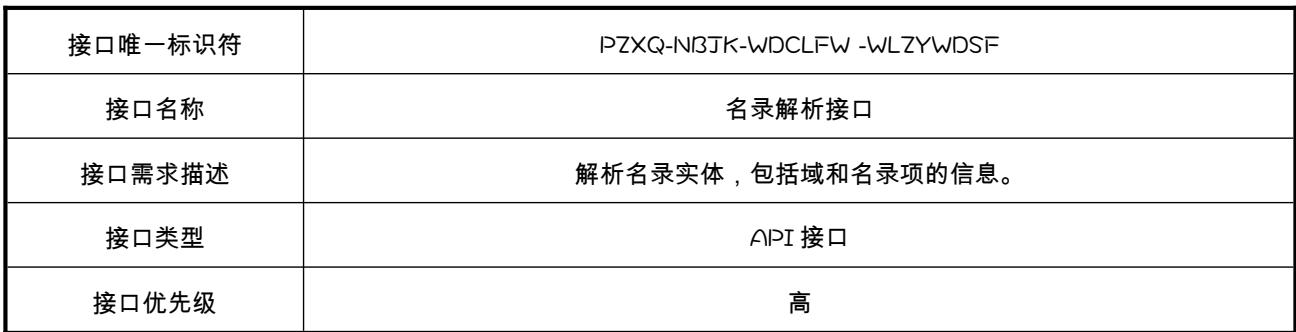 接口唯一标识符 PZXQ-NBJK-WDCLFW -WLZYWDSF
接口名称 名录解析接口
接口需求描述 解析名录实体，包括域和名录项的信息。
接口类型 API 接口
接口优先级 高